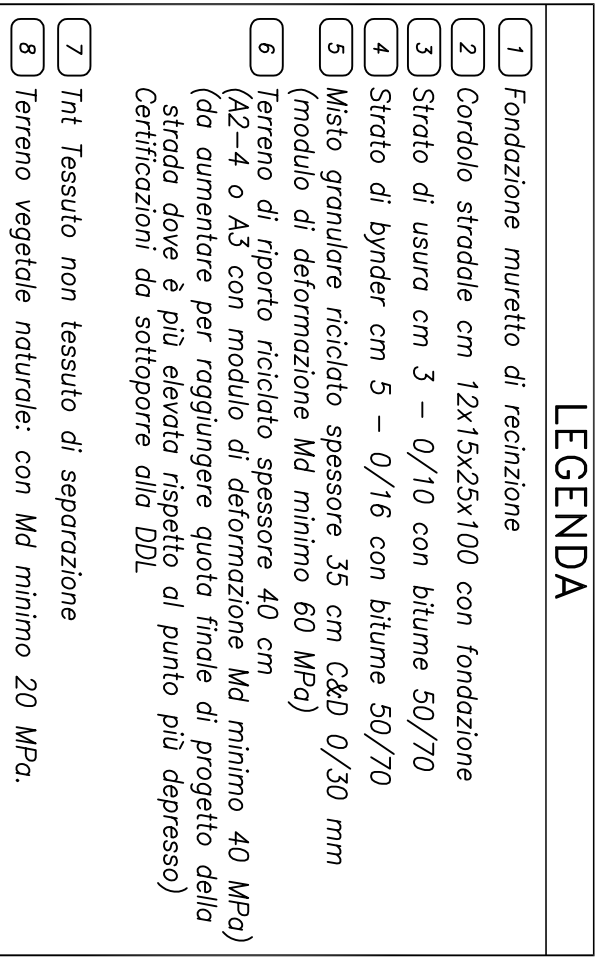 LEGENDA
1 Fondazione muretto di recinzione
2 Cordolo stradale cm 12x15x25x100 con fondazione
3 Strato di usura cm 3 – 0/10 con bitume 50/70
4 Strato di bynder cm 5 – 0/16 con bitume 50/70
5 Misto granulare riciclato spessore 35 cm C&D 0/30 mm
(modulo di deformazione Md minimo 60 MPa)
6 Terreno di riporto riciclato spessore 40 cm
(A2–4 o A3 con modulo di deformazione Md minimo 40 MPa)
(da aumentare per raggiungere quota finale di progetto della
strada dove è più elevata rispetto al punto più depresso)
Certificazioni da sottoporre alla DDL
7 Tnt Tessuto non tessuto di separazione
8 Terreno vegetale naturale: con Md minimo 20 MPa.